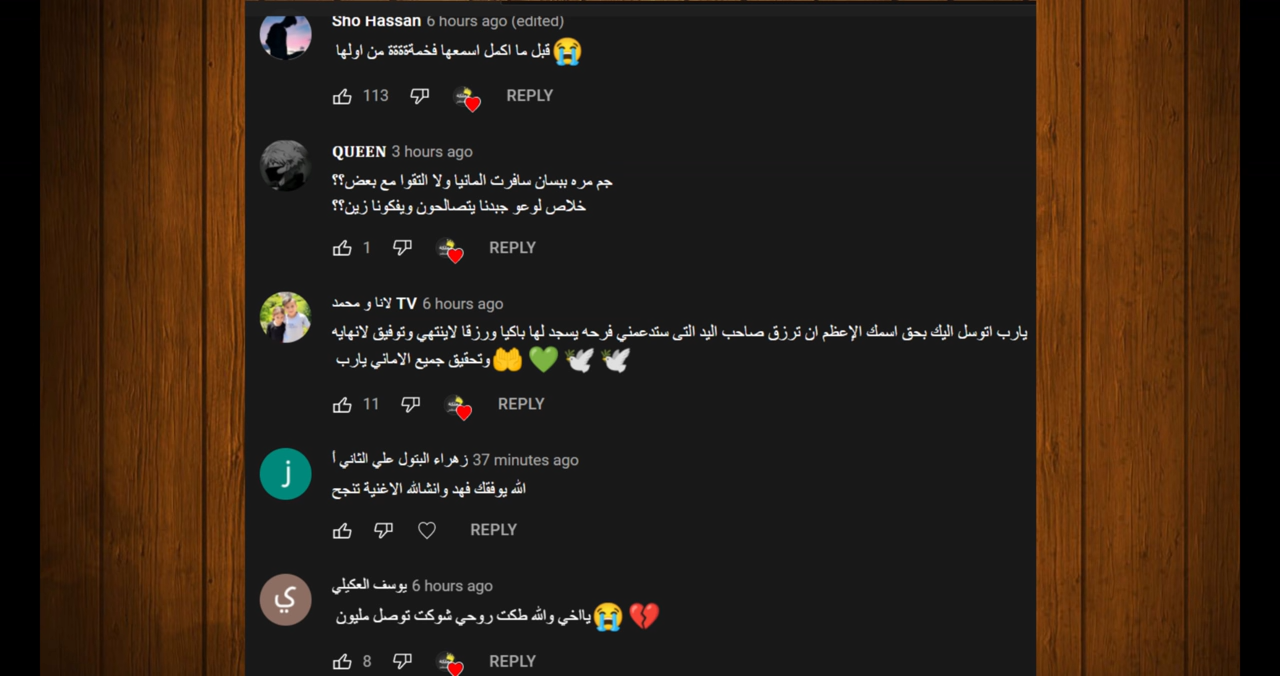 Sho Hassan 6 hours ago (edited)
قبل ما اكمل اسمعها فخمةةةة من اولها 😭
113 REPLY
QUEEN 3 hours ago
جم مره ببسان سافرت المانيا ولا التقوا مع بعض؟؟
خلاص لوعو جبدنا يتصالحون ويفكونا زين؟؟
1 REPLY
لانا و محمد TV 6 hours ago
يارب اتوسل اليك بحق اسمك الإعظم ان ترزق صاحب اليد التى ستدعمني فرحه يسجد لها باكيا ورزقا لاينتهي وتوفيق لانهايه
وتحقيق جميع الاماني يارب 🤲 💚 🕊 🕊
11 REPLY
زهراء البتول علي الثاني أ 37 minutes ago
الله يوفقك فهد وانشالله الاغنية تنجح
REPLY
يوسف العكيلي 6 hours ago
يااخي والله طكت روحي شوكت توصل مليون 😭 💔
8 REPLY
ز
ي